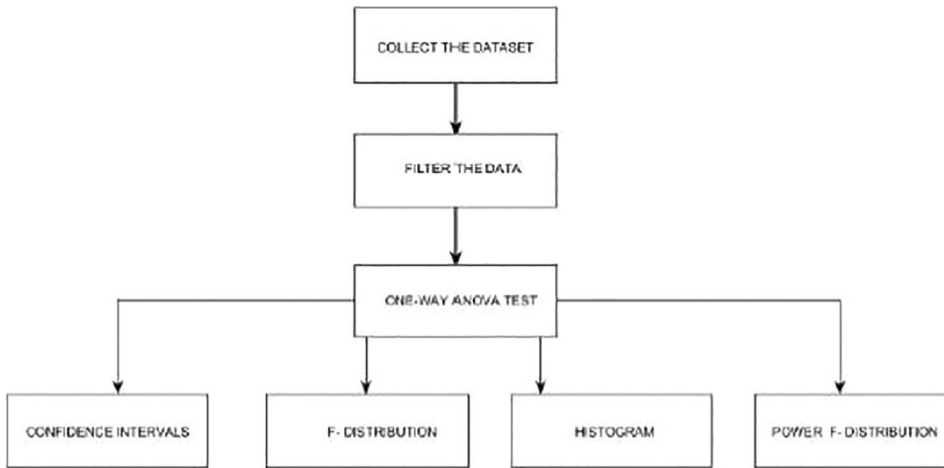 COLLECT THE DATASET
FILTER THE DATA
ONE-WAY ANOVA TEST
CONFIDENCE INTERVALS
F- DISTRIBUTION
HISTOGRAM
POWER F- DISTRIBUTION